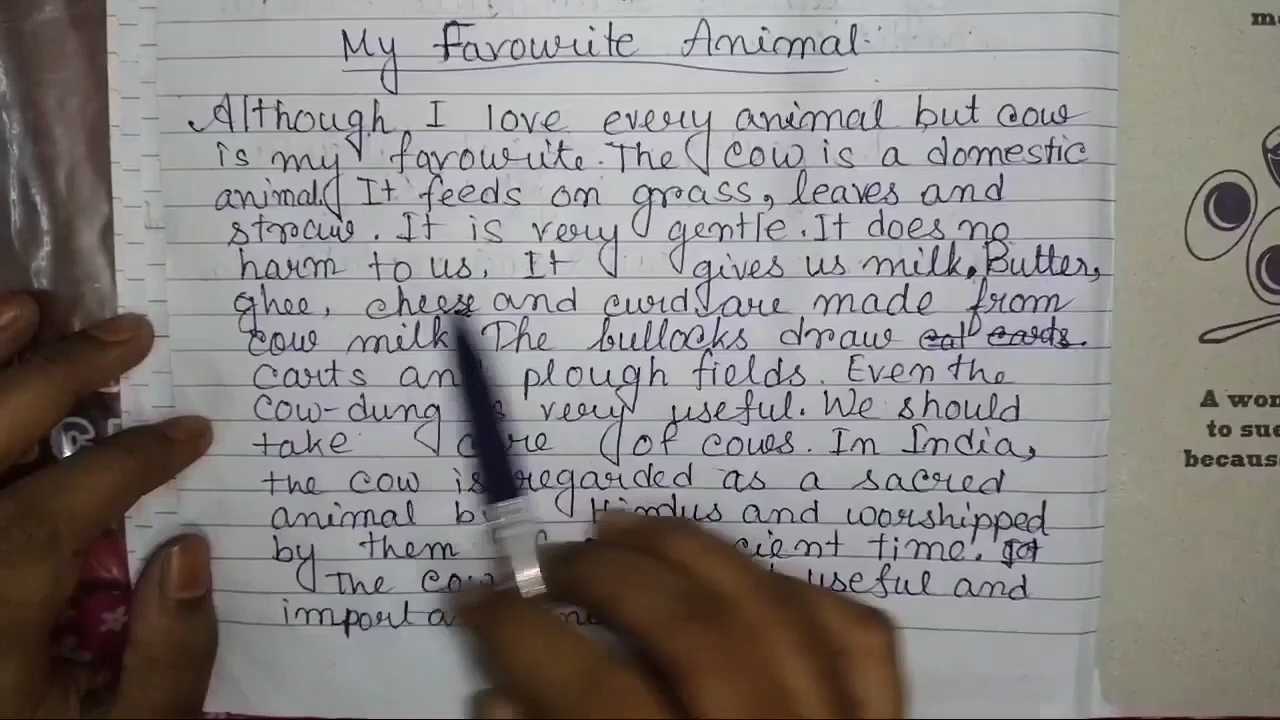 My Favourite Animal
Although, I love every animal but cow
is my favourite. The cow is a domestic
animal. It feeds on grass, leaves and
straw. It is very gentle. It does no
harm to us. It gives us milk. Butter,
ghee, cheese and curd are made from
cow milk. The bullocks draw
carts and plough fields. Even the
cow-dung is very useful. We should
take care of cows. In India,
the cow is regarded as a sacred
animal by Hindus and worshipped
by them time.
The useful and
A wor
to sue
becaus